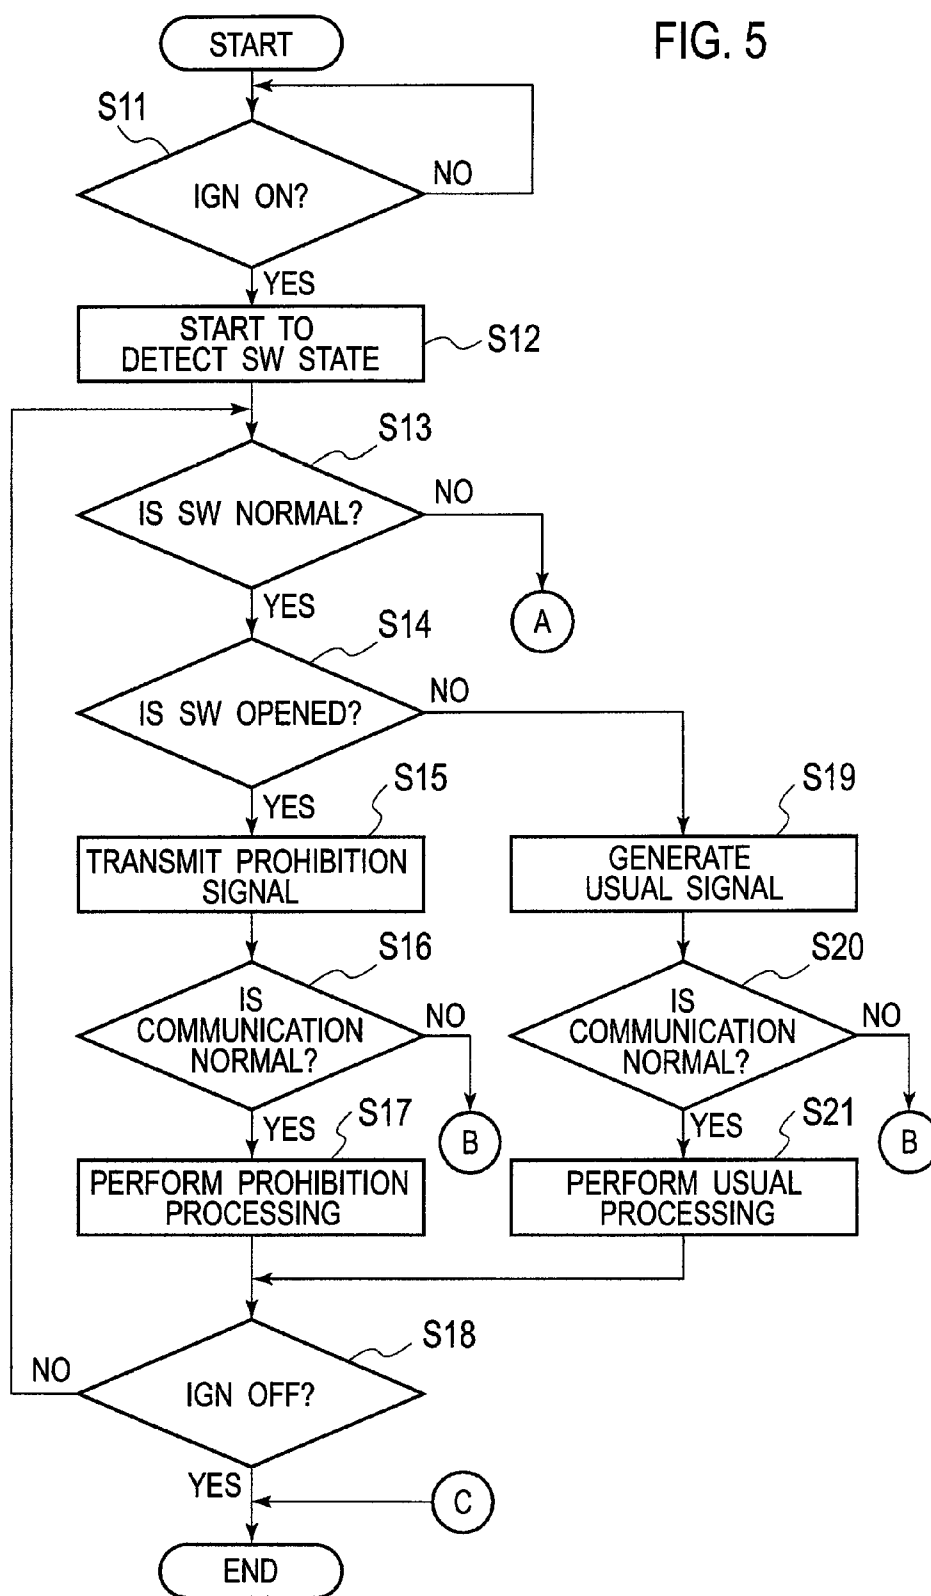 FIG. 5
START
S11
IGN ON?
NO
YES
START TO
DETECT SW STATE
S12
S13
IS SW NORMAL?
NO
A
YES
S14
IS SW OPENED?
NO
YES
S15
TRANSMIT PROHIBITION
SIGNAL
S19
GENERATE
USUAL SIGNAL
S16
IS
COMMUNICATION
NORMAL?
NO
B
YES
S20
IS
COMMUNICATION
NORMAL?
NO
B
YES
S17
PERFORM PROHIBITION
PROCESSING
S21
PERFORM USUAL
PROCESSING
S18
IGN OFF?
NO
YES
C
END